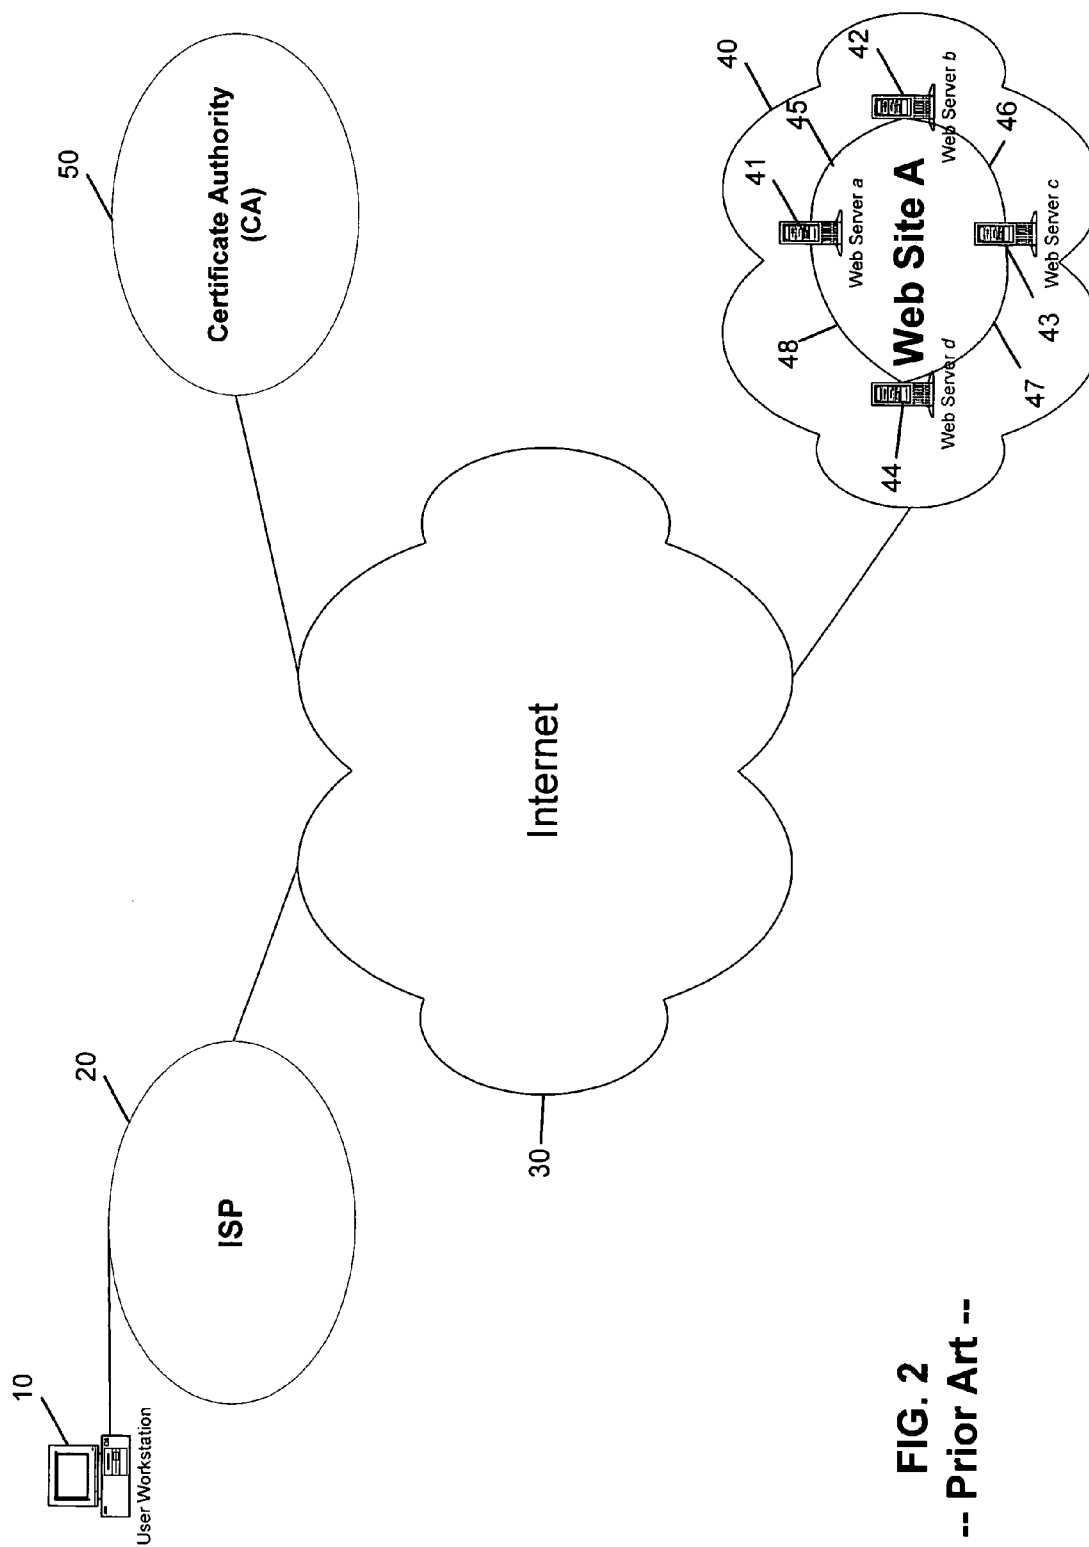 50
Certificate Authority
(CA)
20
ISP
10
User Workstation
Internet
30
40
42
45
41
Web Server b
Web Server a
46
Web Site A
48
Web Server c
43
Web Server d
44
47
FIG. 2
-- Prior Art --